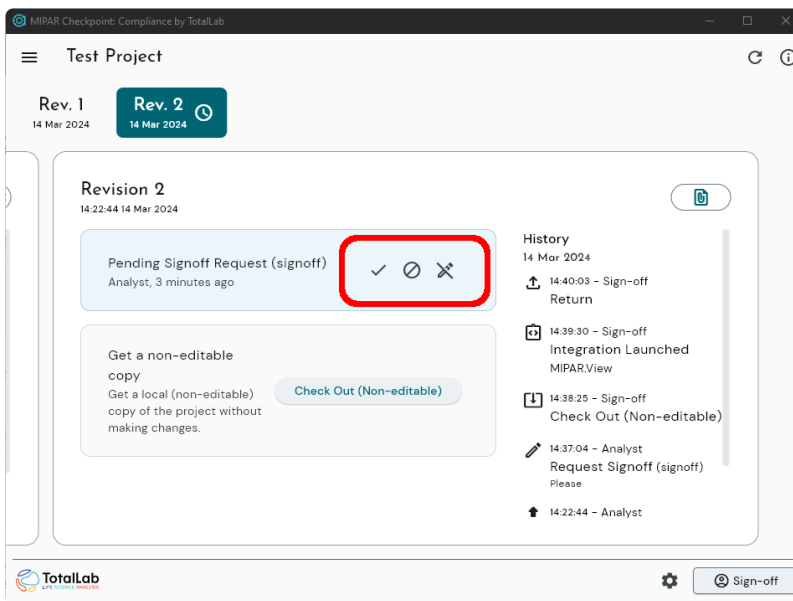 MIPAR Checkpoint: Compliance by TotalLab
Test Project
Rev. 1
14 Mar 2024
Rev. 2
14 Mar 2024
Revision 2
14:22:44 14 Mar 2024
Pending Signoff Request (signoff)
Analyst, 3 minutes ago
Get a non-editable
copy
Get a local (non-editable)
copy of the project without
making changes.
Check Out (Non-editable)
History
14 Mar 2024
14:40:03 – Sign-off
Return
14:39:30 – Sign-off
Integration Launched
MIPAR.View
14:38:25 – Sign-off
Check Out (Non-editable)
14:37:04 – Analyst
Request Signoff (signoff)
Please
14:22:44 – Analyst
TotalLab
LIFE SCIENCE ANALYSIS
Sign-off